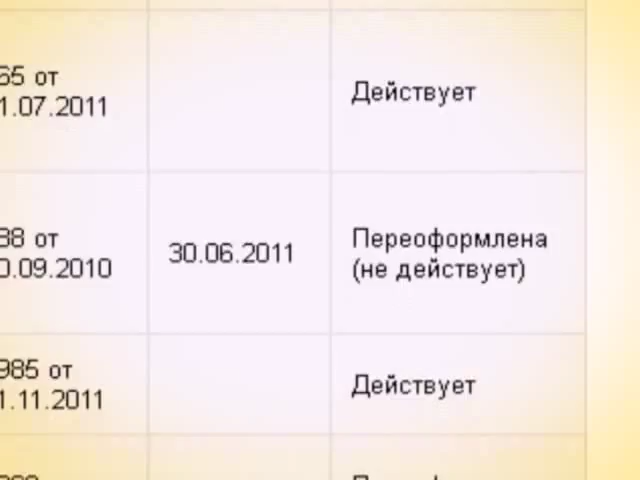 65 от
1.07.2011
Действует
88 от
0.09.2010
30.06.2011
Переоформлена
(не действует)
985 от
1.11.2011
Действует